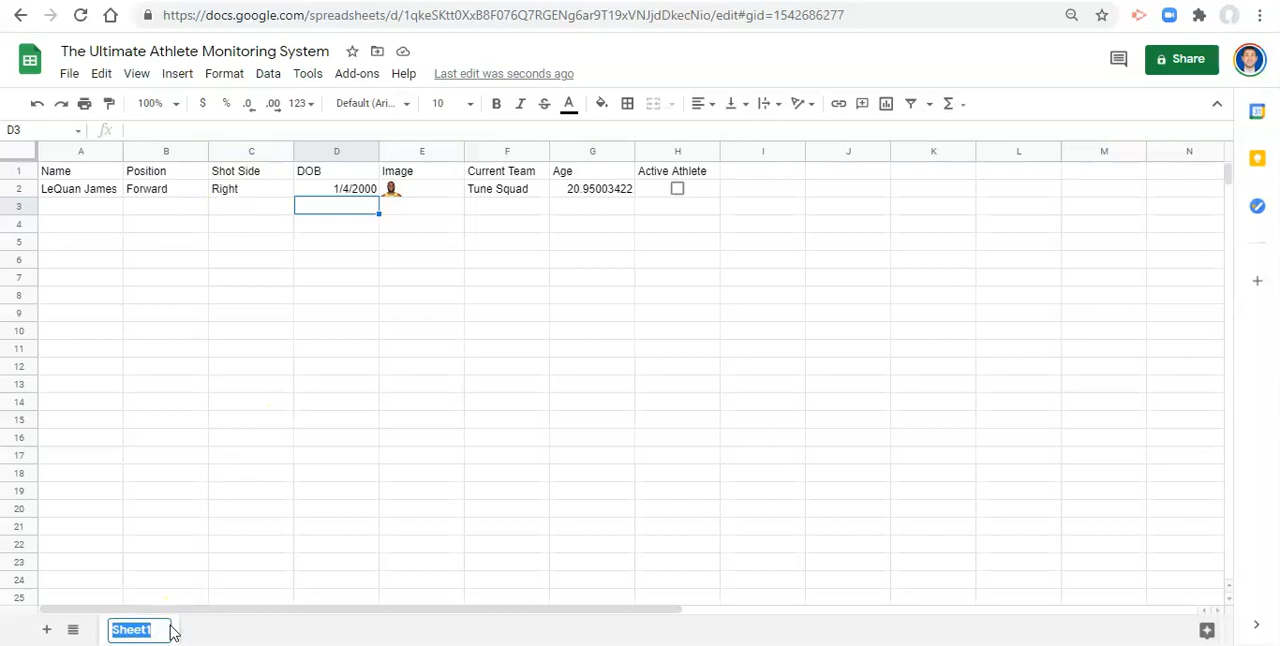 https://docs.google.com/spreadsheets/d/1qkeSKtt0XxB8F076Q7RGENg6ar9T19xVNJjdDkecNio/edit#gid=1542686277
The Ultimate Athlete Monitoring System
File Edit View Insert Format Data Tools Add-ons Help Last edit was seconds ago
Share
100% $ % .0 .00 123 Default (Ari... 10 B I S A Σ
D3 fx
A B C D E F G H I J K L M N
1 Name Position Shot Side DOB Image Current Team Age Active Athlete
2 LeQuan James Forward Right 1/4/2000 Tune Squad 20.95003422
3
4
5
6
7
8
9
10
11
12
13
14
15
16
17
18
19
20
21
22
23
24
25
Sheet1